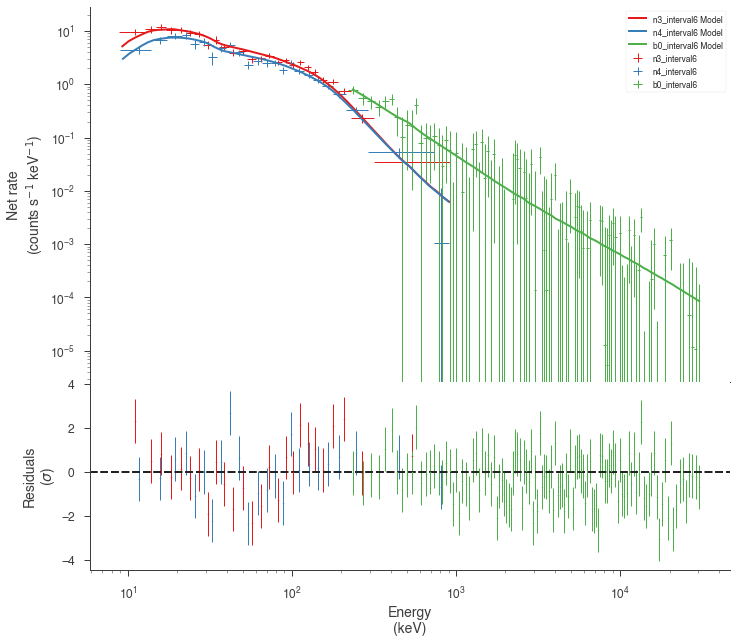 n3_interval6 Model
n4_interval6 Model
b0_interval6 Model
n3_interval6
n4_interval6
b0_interval6
10¹
10⁰
10⁻¹
10⁻²
10⁻³
10⁻⁴
10⁻⁵
Net rate
(counts s⁻¹ keV⁻¹)
4
2
0
−2
−4
Residuals
(σ)
10¹ 10² 10³ 10⁴
Energy
(keV)